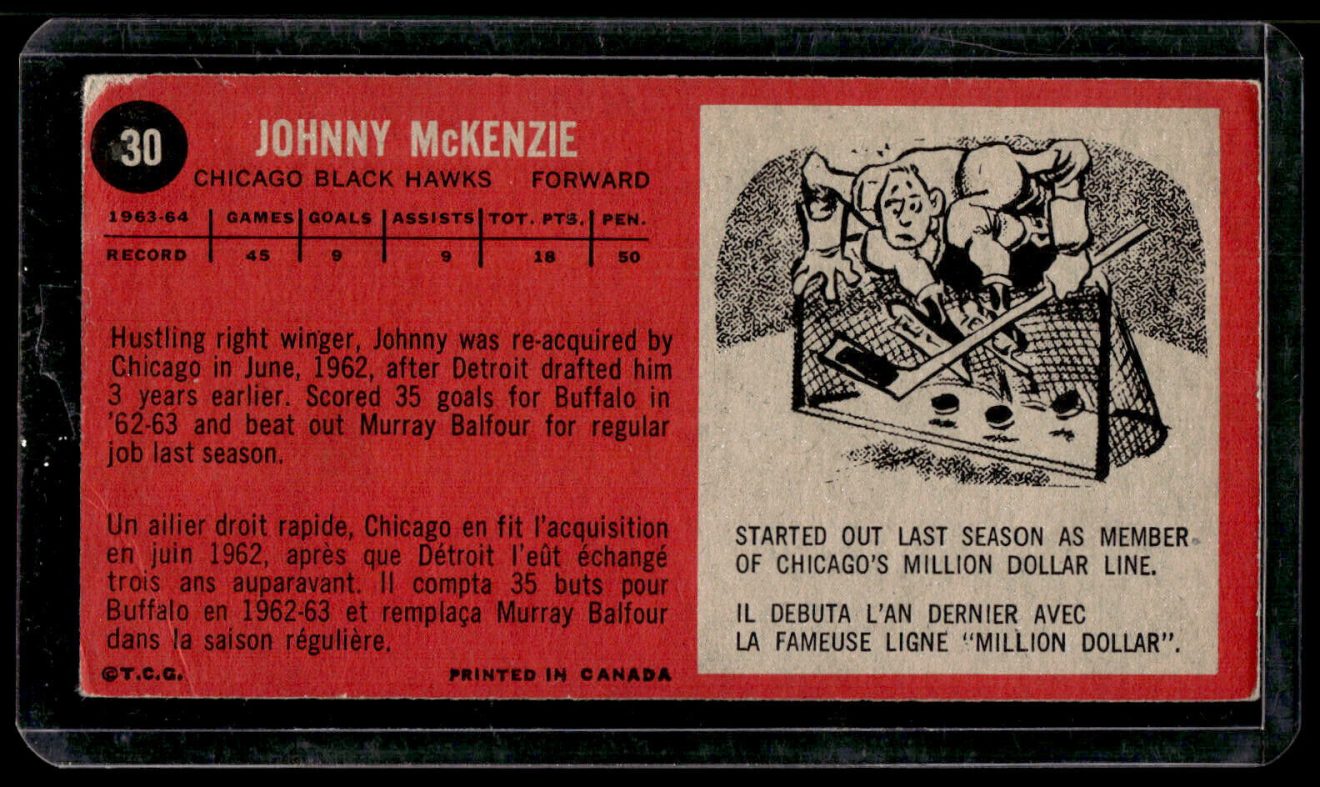 30
JOHNNY McKENZIE
CHICAGO BLACK HAWKS FORWARD
1963-64 GAMES GOALS ASSISTS TOT. PTS. PEN.
RECORD 45 9 9 18 50
Hustling right winger, Johnny was re-acquired by
Chicago in June, 1962, after Detroit drafted him
3 years earlier. Scored 35 goals for Buffalo in
'62-63 and beat out Murray Balfour for regular
job last season.
Un ailier droit rapide, Chicago en fit l'acquisition
en juin 1962, après que Détroit l'eût échangé
trois ans auparavant. Il compta 35 buts pour
Buffalo en 1962-63 et remplaça Murray Balfour
dans la saison régulière.
©T.C.G. PRINTED IN CANADA
STARTED OUT LAST SEASON AS MEMBER
OF CHICAGO'S MILLION DOLLAR LINE.
IL DEBUTA L'AN DERNIER AVEC
LA FAMEUSE LIGNE "MILLION DOLLAR".